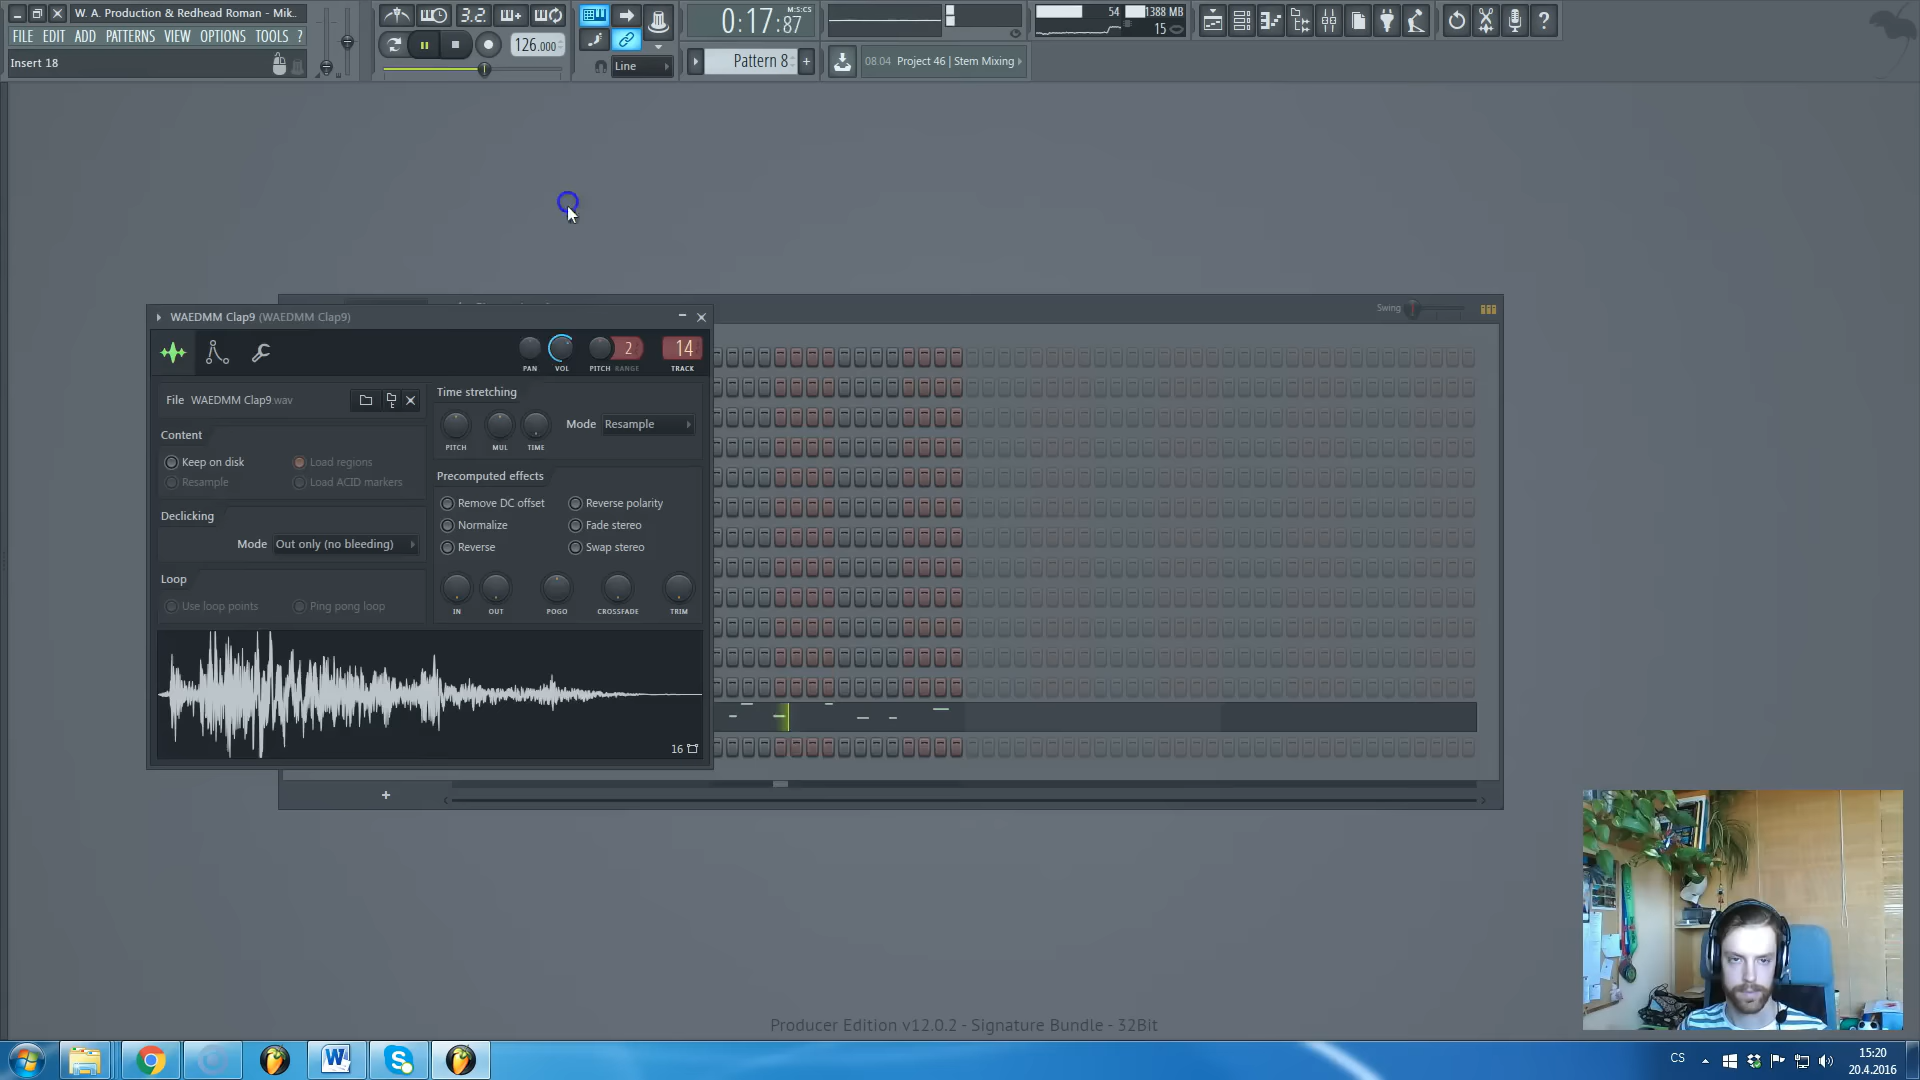 W. A. Production & Redhead Roman - Mik..
FILE EDIT ADD PATTERNS VIEW OPTIONS TOOLS ?
Insert 18
3.2.
126.000
Line
0:17:87
M:S:CS
Pattern 8
+
54
1388 MB
15
08.04 Project 46 | Stem Mixing
?
Swing
WAEDMM Clap9 (WAEDMM Clap9)
2
14
PAN
VOL
PITCH
RANGE
TRACK
File WAEDMM Clap9.wav
Content
Keep on disk
Load regions
Resample
Load ACID markers
Declicking
Mode Out only (no bleeding)
Loop
Use loop points
Ping pong loop
Time stretching
PITCH
MUL
TIME
Mode Resample
Precomputed effects
Remove DC offset
Reverse polarity
Normalize
Fade stereo
Reverse
Swap stereo
IN
OUT
POGO
CROSSFADE
TRIM
16
+
Producer Edition v12.0.2 - Signature Bundle - 32Bit
CS
15:20
20.4.2016